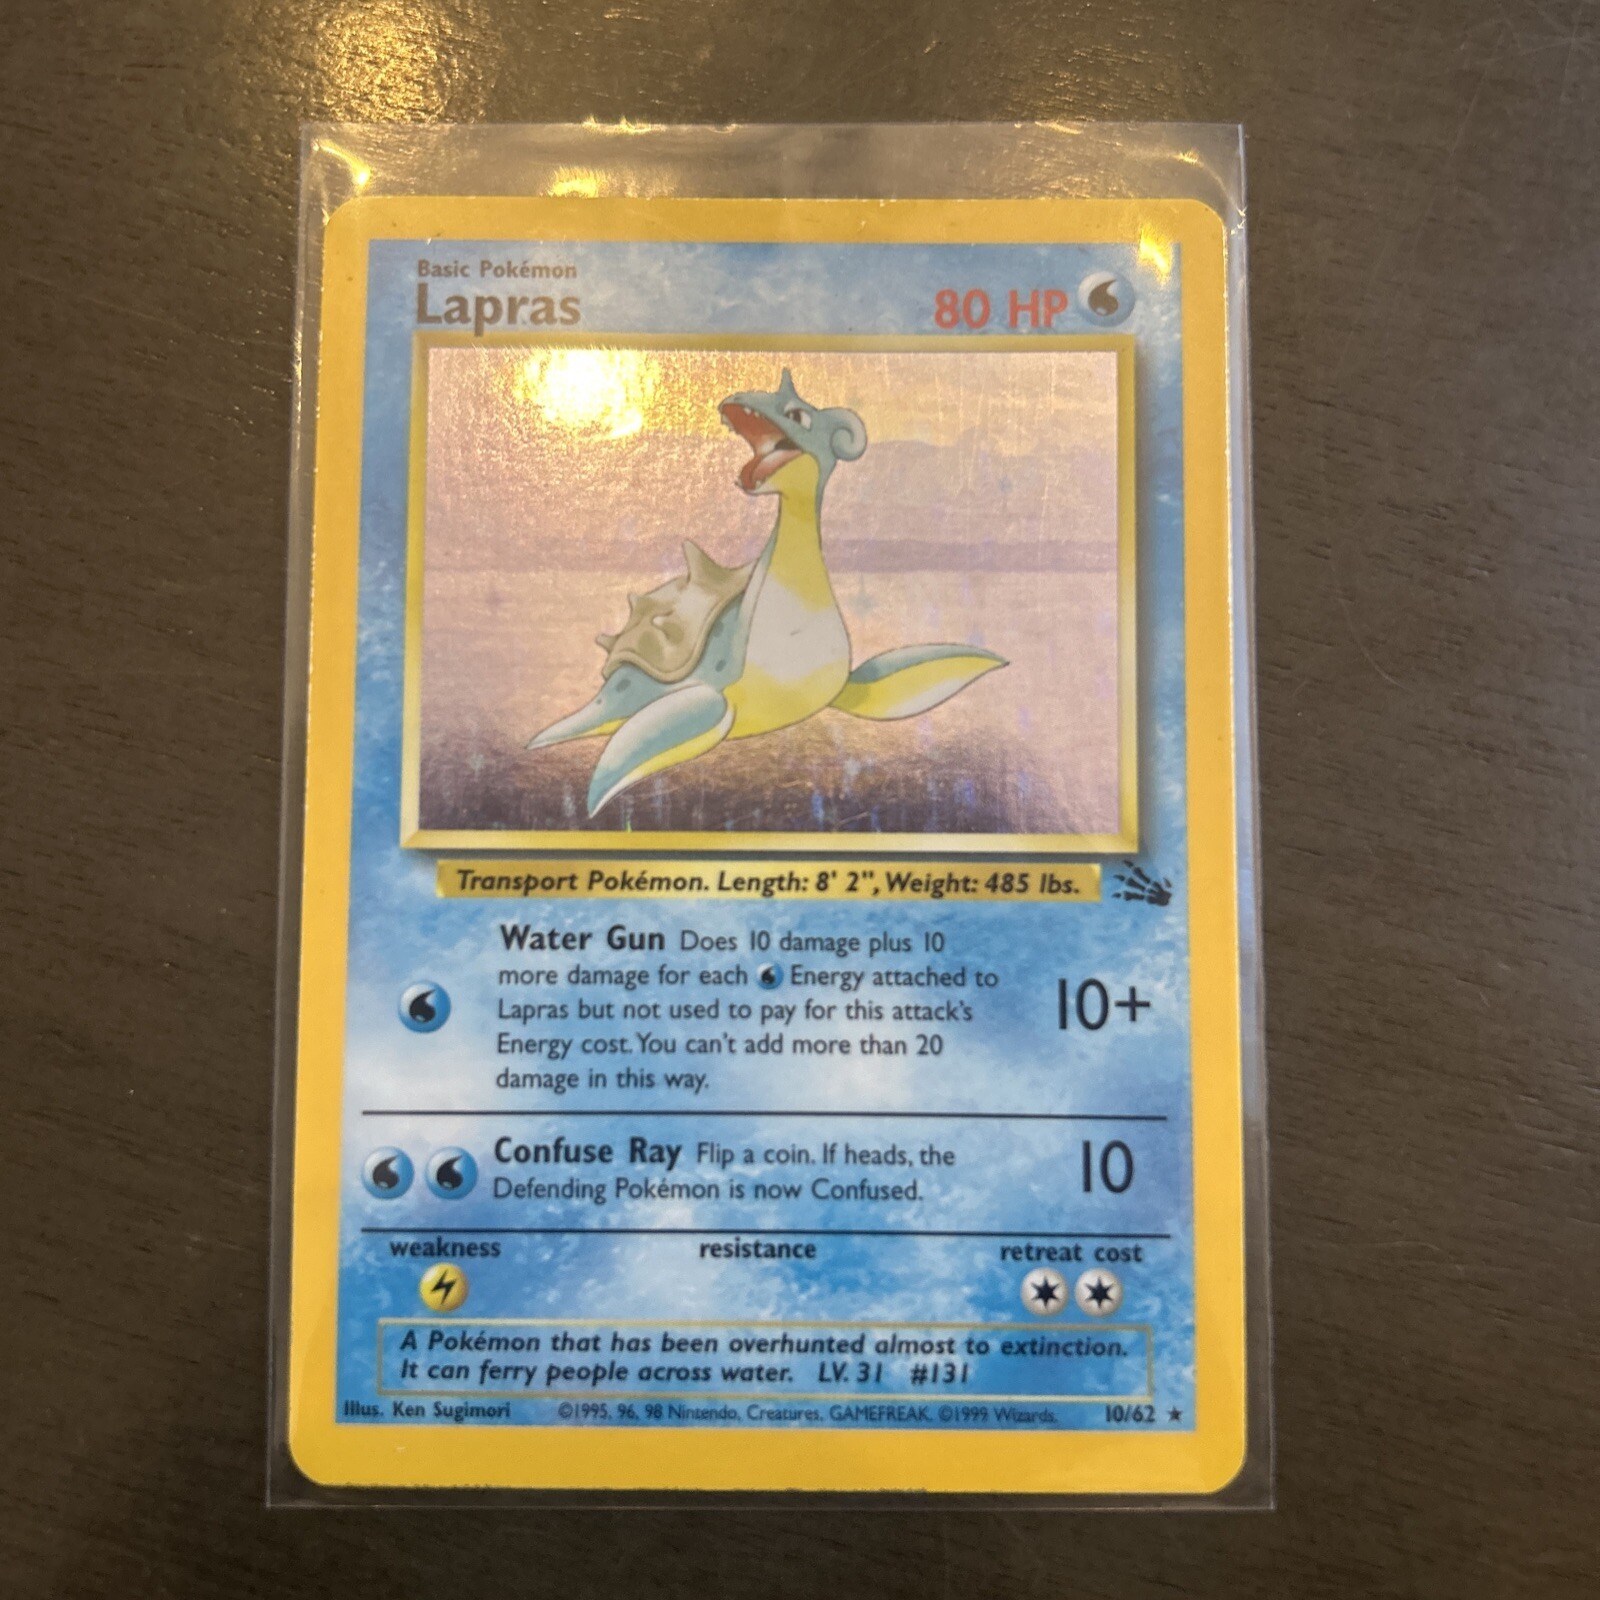 Basic Pokémon
Lapras
80 HP
Transport Pokémon. Length: 8' 2", Weight: 485 lbs.
Water Gun Does 10 damage plus 10
more damage for each Energy attached to
Lapras but not used to pay for this attack's
Energy cost. You can't add more than 20
damage in this way.
10+
Confuse Ray Flip a coin. If heads, the
Defending Pokémon is now Confused.
10
weakness resistance retreat cost
A Pokémon that has been overhunted almost to extinction.
It can ferry people across water. LV. 31 #131
Illus. Ken Sugimori ©1995, 96, 98 Nintendo, Creatures, GAMEFREAK. ©1999 Wizards. 10/62 ★